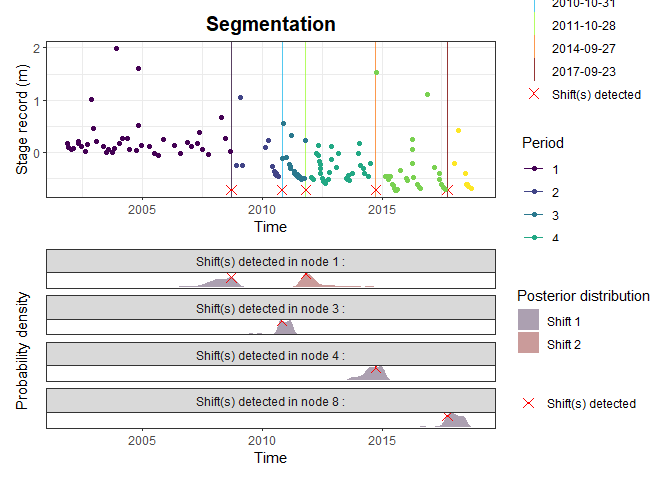 Segmentation
2
1
0
Stage record (m)
2005
2010
2015
Time
2010-10-31
2011-10-28
2014-09-27
2017-09-23
Shift(s) detected
Period
1
2
3
4
Shift(s) detected in node 1 :
Shift(s) detected in node 3 :
Shift(s) detected in node 4 :
Shift(s) detected in node 8 :
Probability density
2005
2010
2015
Time
Posterior distribution
Shift 1
Shift 2
Shift(s) detected